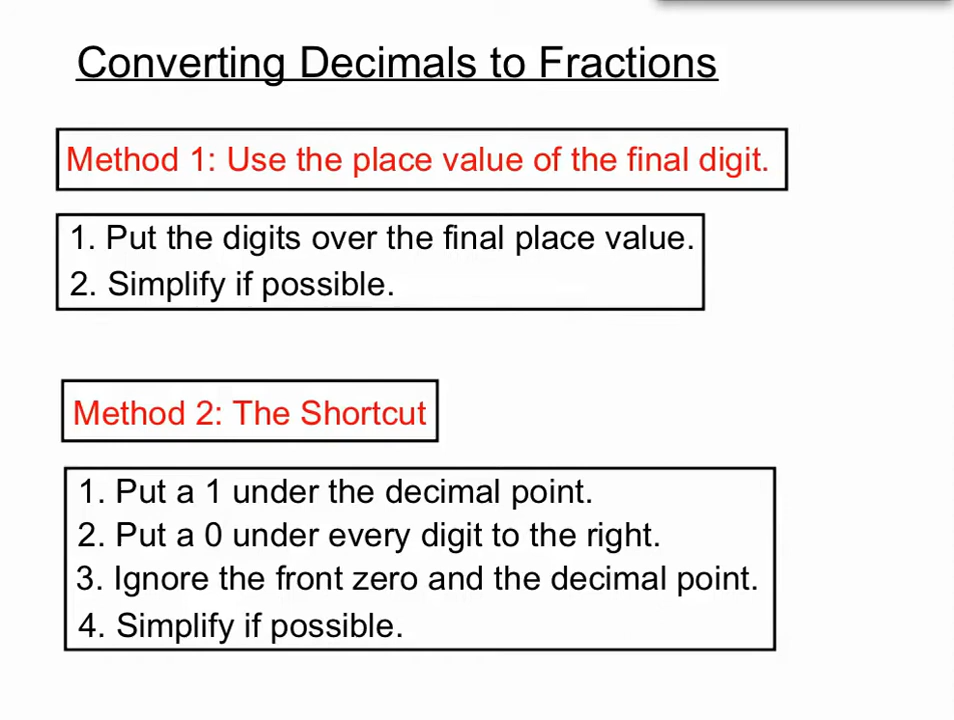 Converting Decimals to Fractions
Method 1: Use the place value of the final digit.
1. Put the digits over the final place value.
2. Simplify if possible.
Method 2: The Shortcut
1. Put a 1 under the decimal point.
2. Put a 0 under every digit to the right.
3. Ignore the front zero and the decimal point.
4. Simplify if possible.